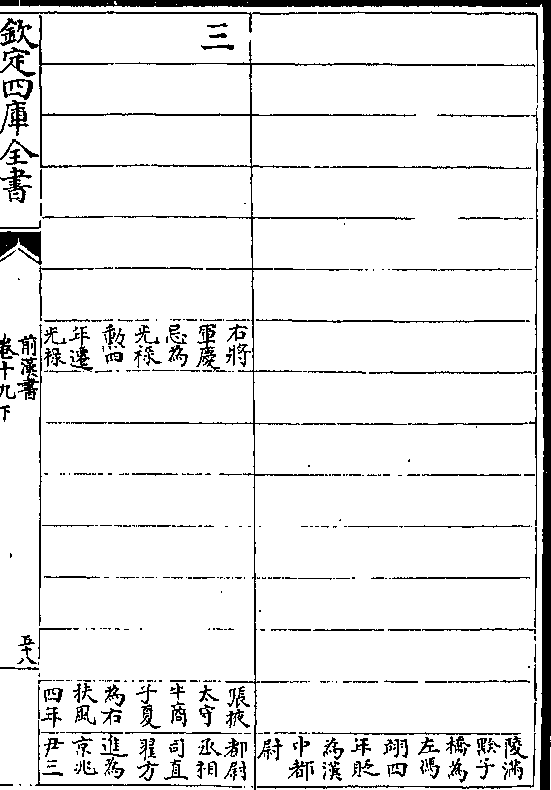 陵滿
黔子
橋為
左馮
翊四
年貶
為漢
中都
尉
三
右將
軍慶
忌為
光祿
勲四
年遷
光祿
張掖
太守
牛商
子夏
為右
扶風
四年
都尉
丞相
司直
翟方
進為
京兆
尹三
欽定四庫全書
前漢書
卷十九下
五十八